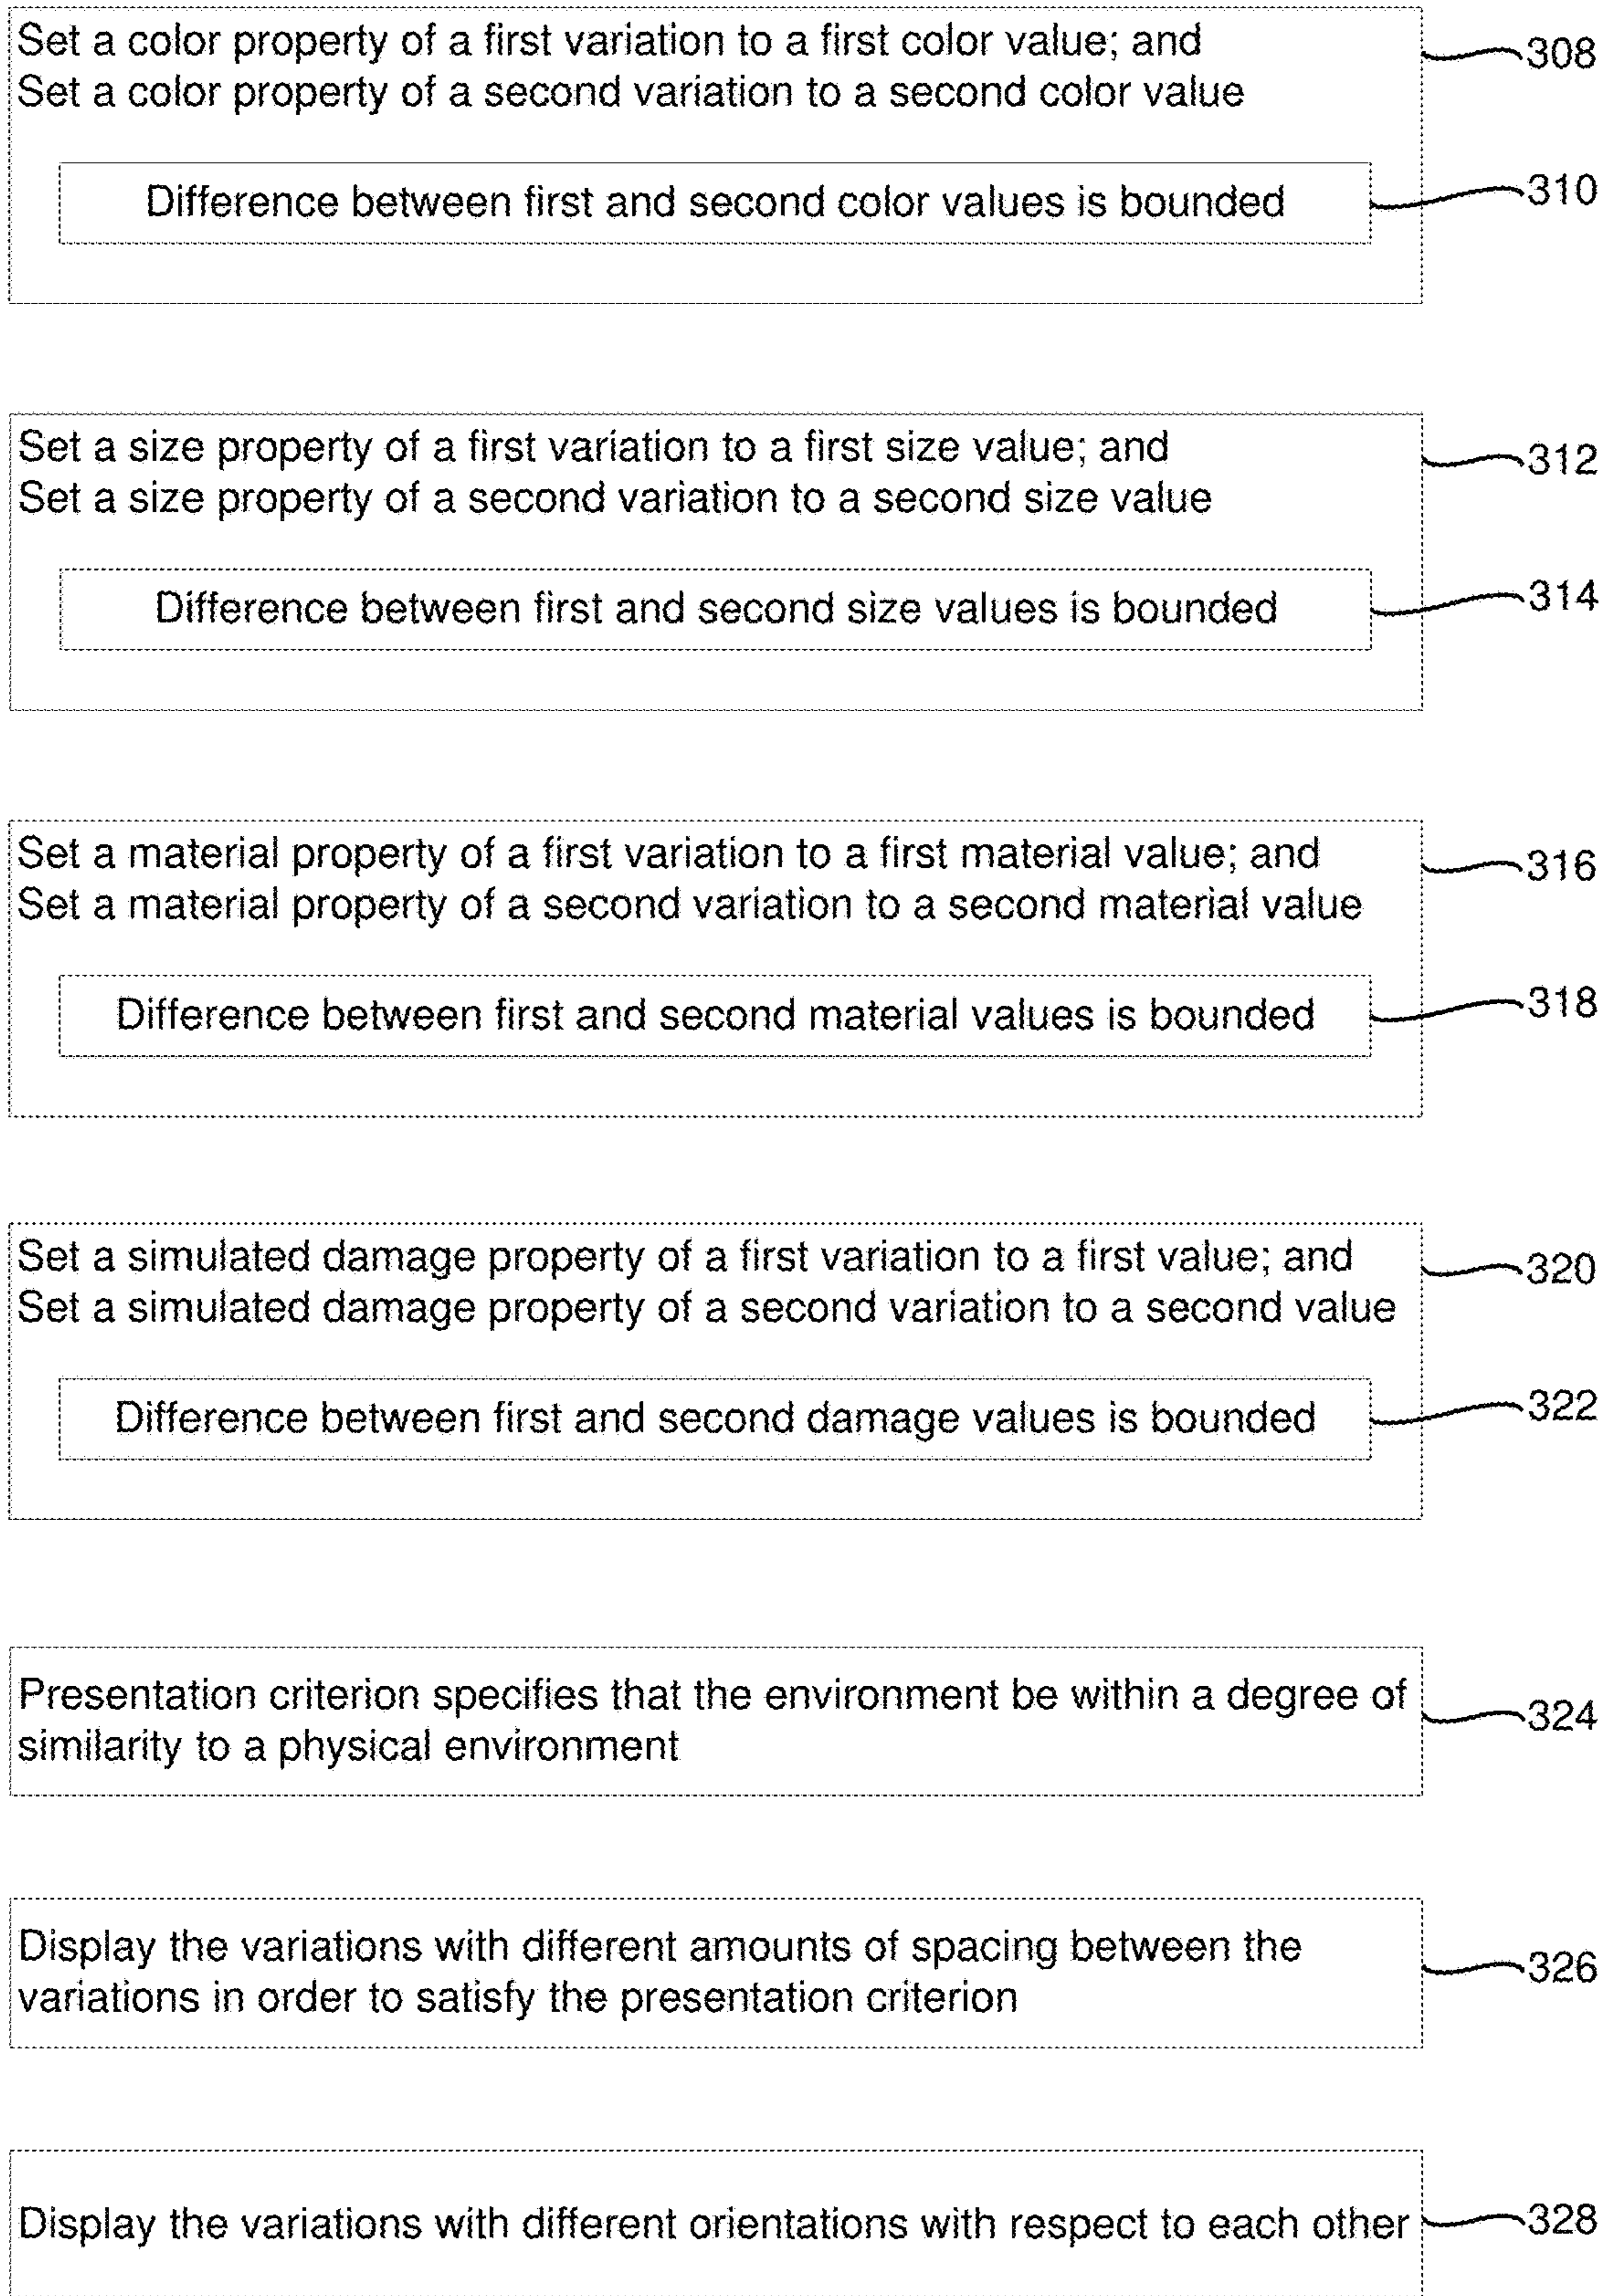 Set a color property of a first variation to a first color value; and
308
Set a color property of a second variation to a second color value
Difference between first and second color values is bounded
310
Set a size property of a first variation to a first size value; and
312
Set a size property of a second variation to a second size value
Difference between first and second size values is bounded
314
Set a material property of a first variation to a first material value; and
316
Set a material property of a second variation to a second material value
Difference between first and second material values is bounded
318
Set a simulated damage property of a first variation to a first value; and
320
Set a simulated damage property of a second variation to a second value
Difference between first and second damage values is bounded
322
Presentation criterion specifies that the environment be within a degree of
324
similarity to a physical environment
Display the variations with different amounts of spacing between the
326
variations in order to satisfy the presentation criterion
Display the variations with different orientations with respect to each other
328